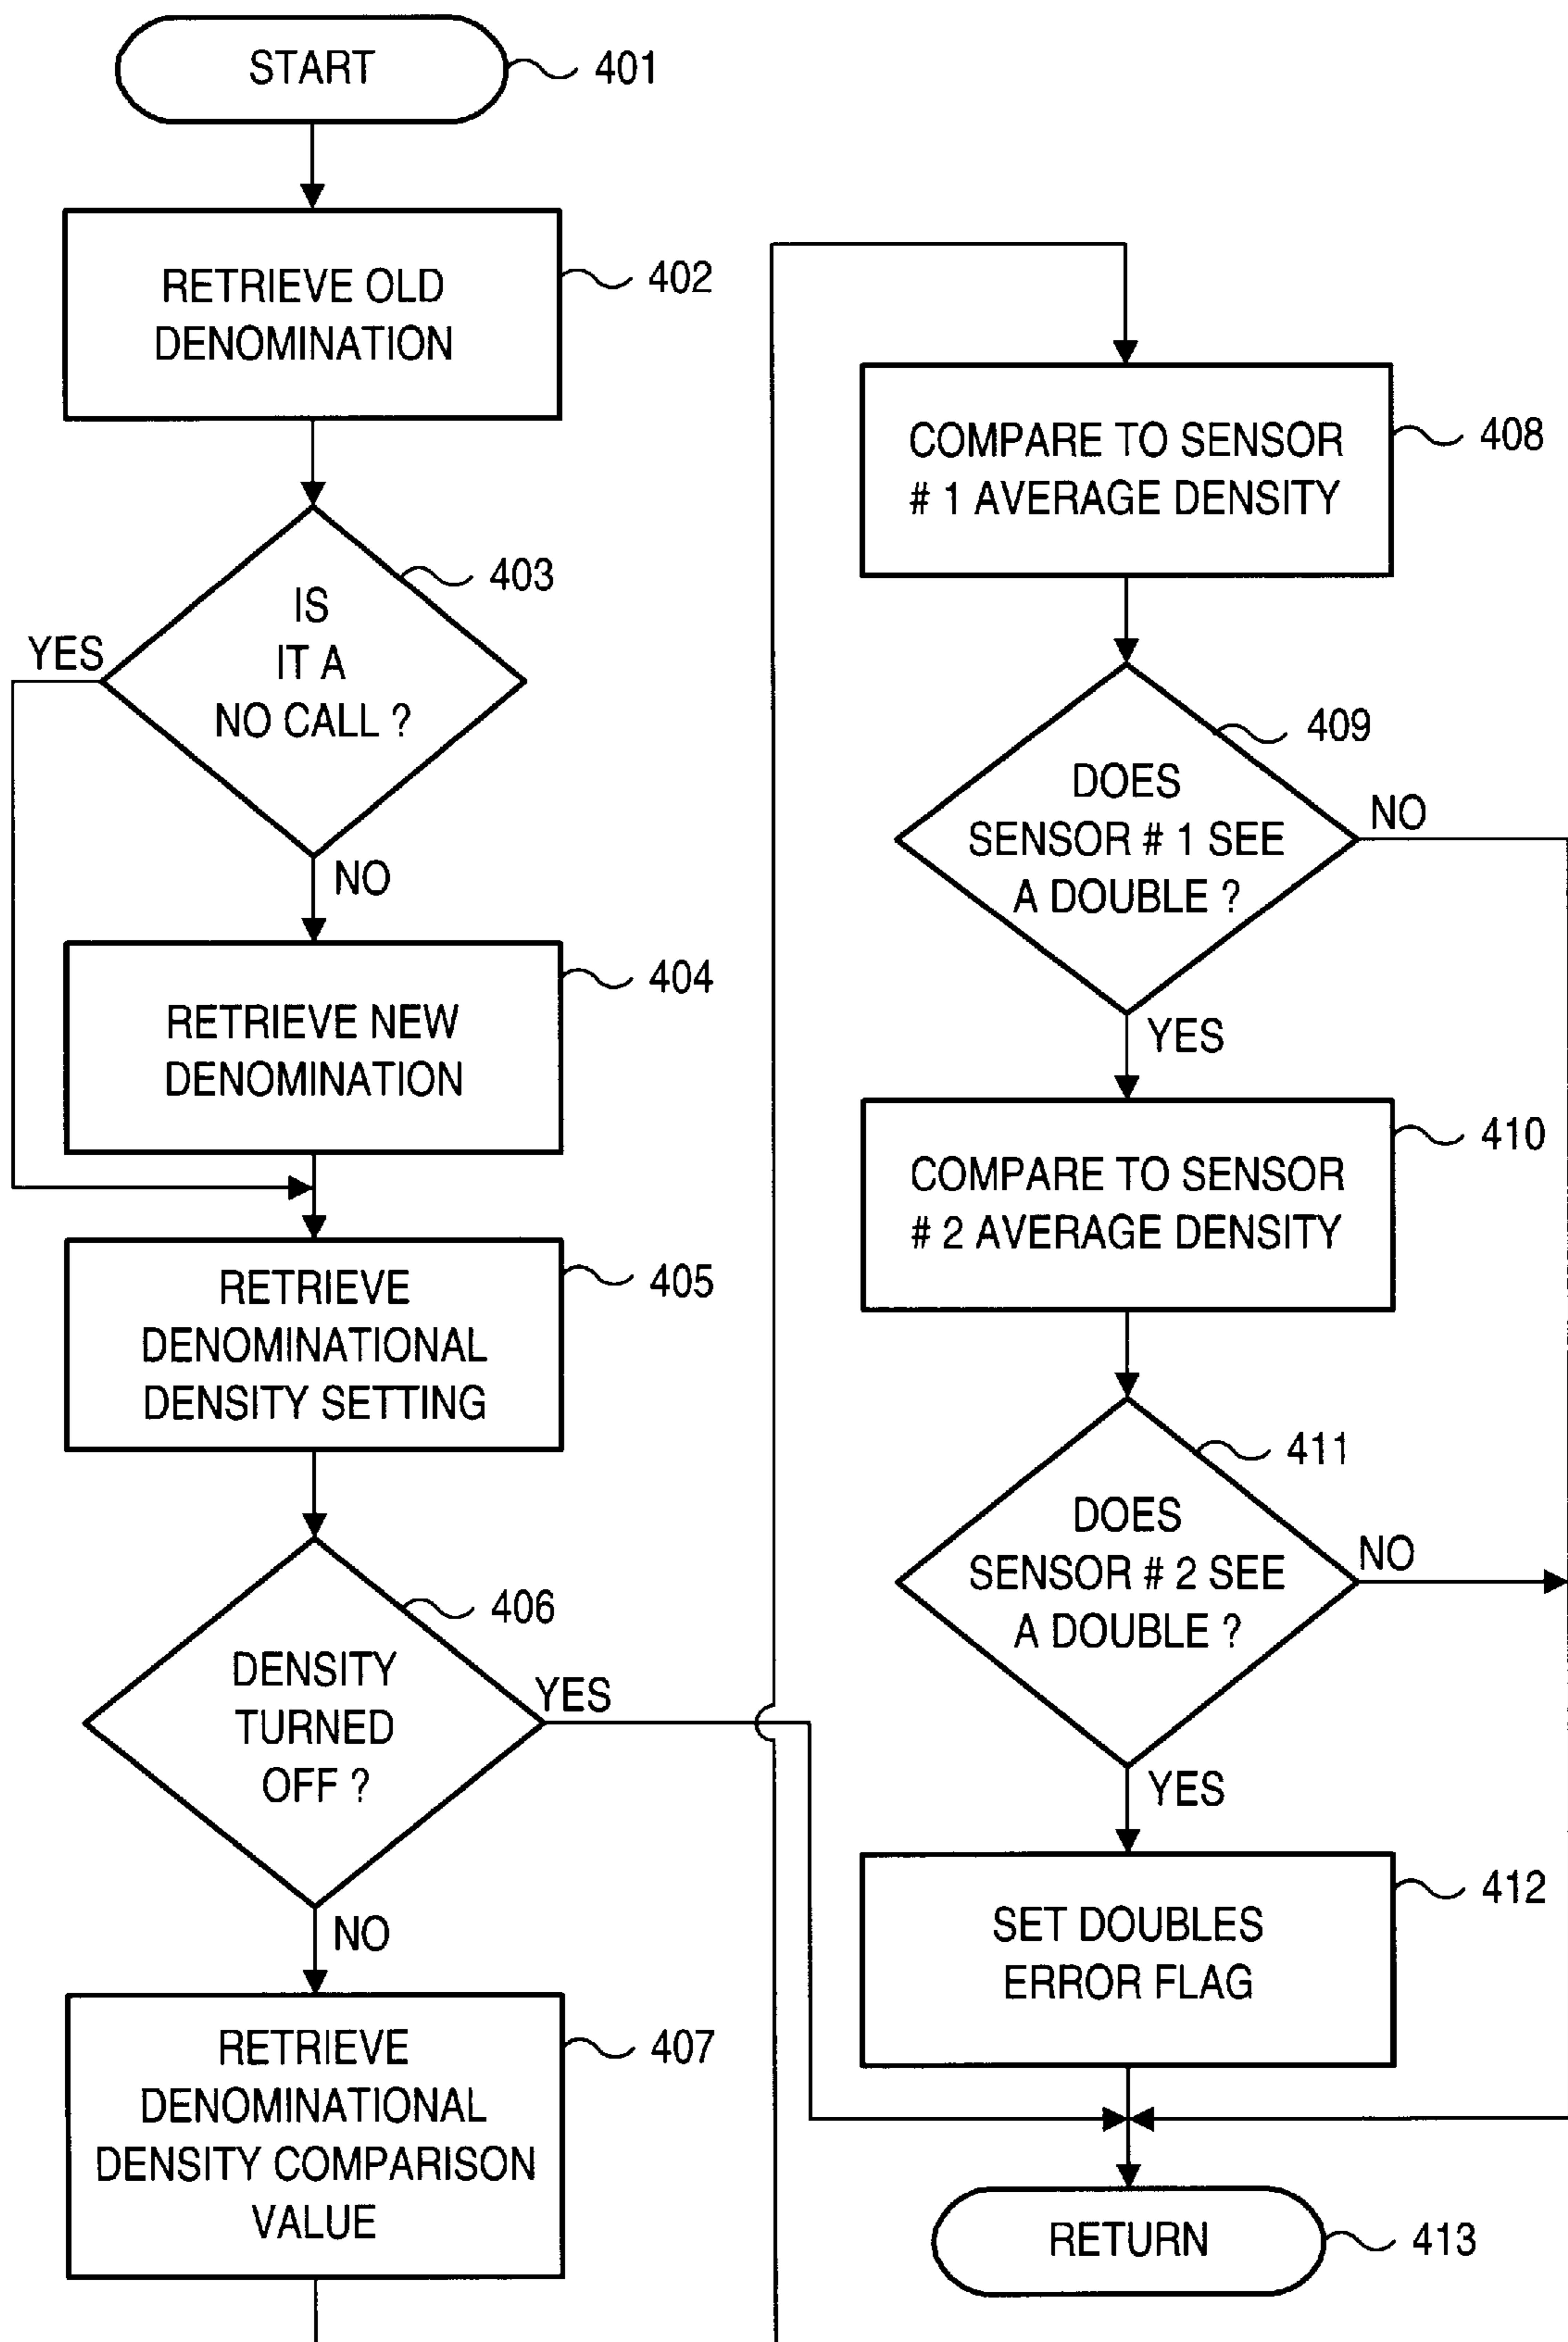 START
401
RETRIEVE OLD
DENOMINATION
402
IS
IT A
NO CALL ?
403
YES
NO
RETRIEVE NEW
DENOMINATION
404
RETRIEVE
DENOMINATIONAL
DENSITY SETTING
405
DENSITY
TURNED
OFF ?
406
YES
NO
RETRIEVE
DENOMINATIONAL
DENSITY COMPARISON
VALUE
407
COMPARE TO SENSOR
# 1 AVERAGE DENSITY
408
DOES
SENSOR # 1 SEE
A DOUBLE ?
409
NO
YES
COMPARE TO SENSOR
# 2 AVERAGE DENSITY
410
DOES
SENSOR # 2 SEE
A DOUBLE ?
411
NO
YES
SET DOUBLES
ERROR FLAG
412
RETURN
413